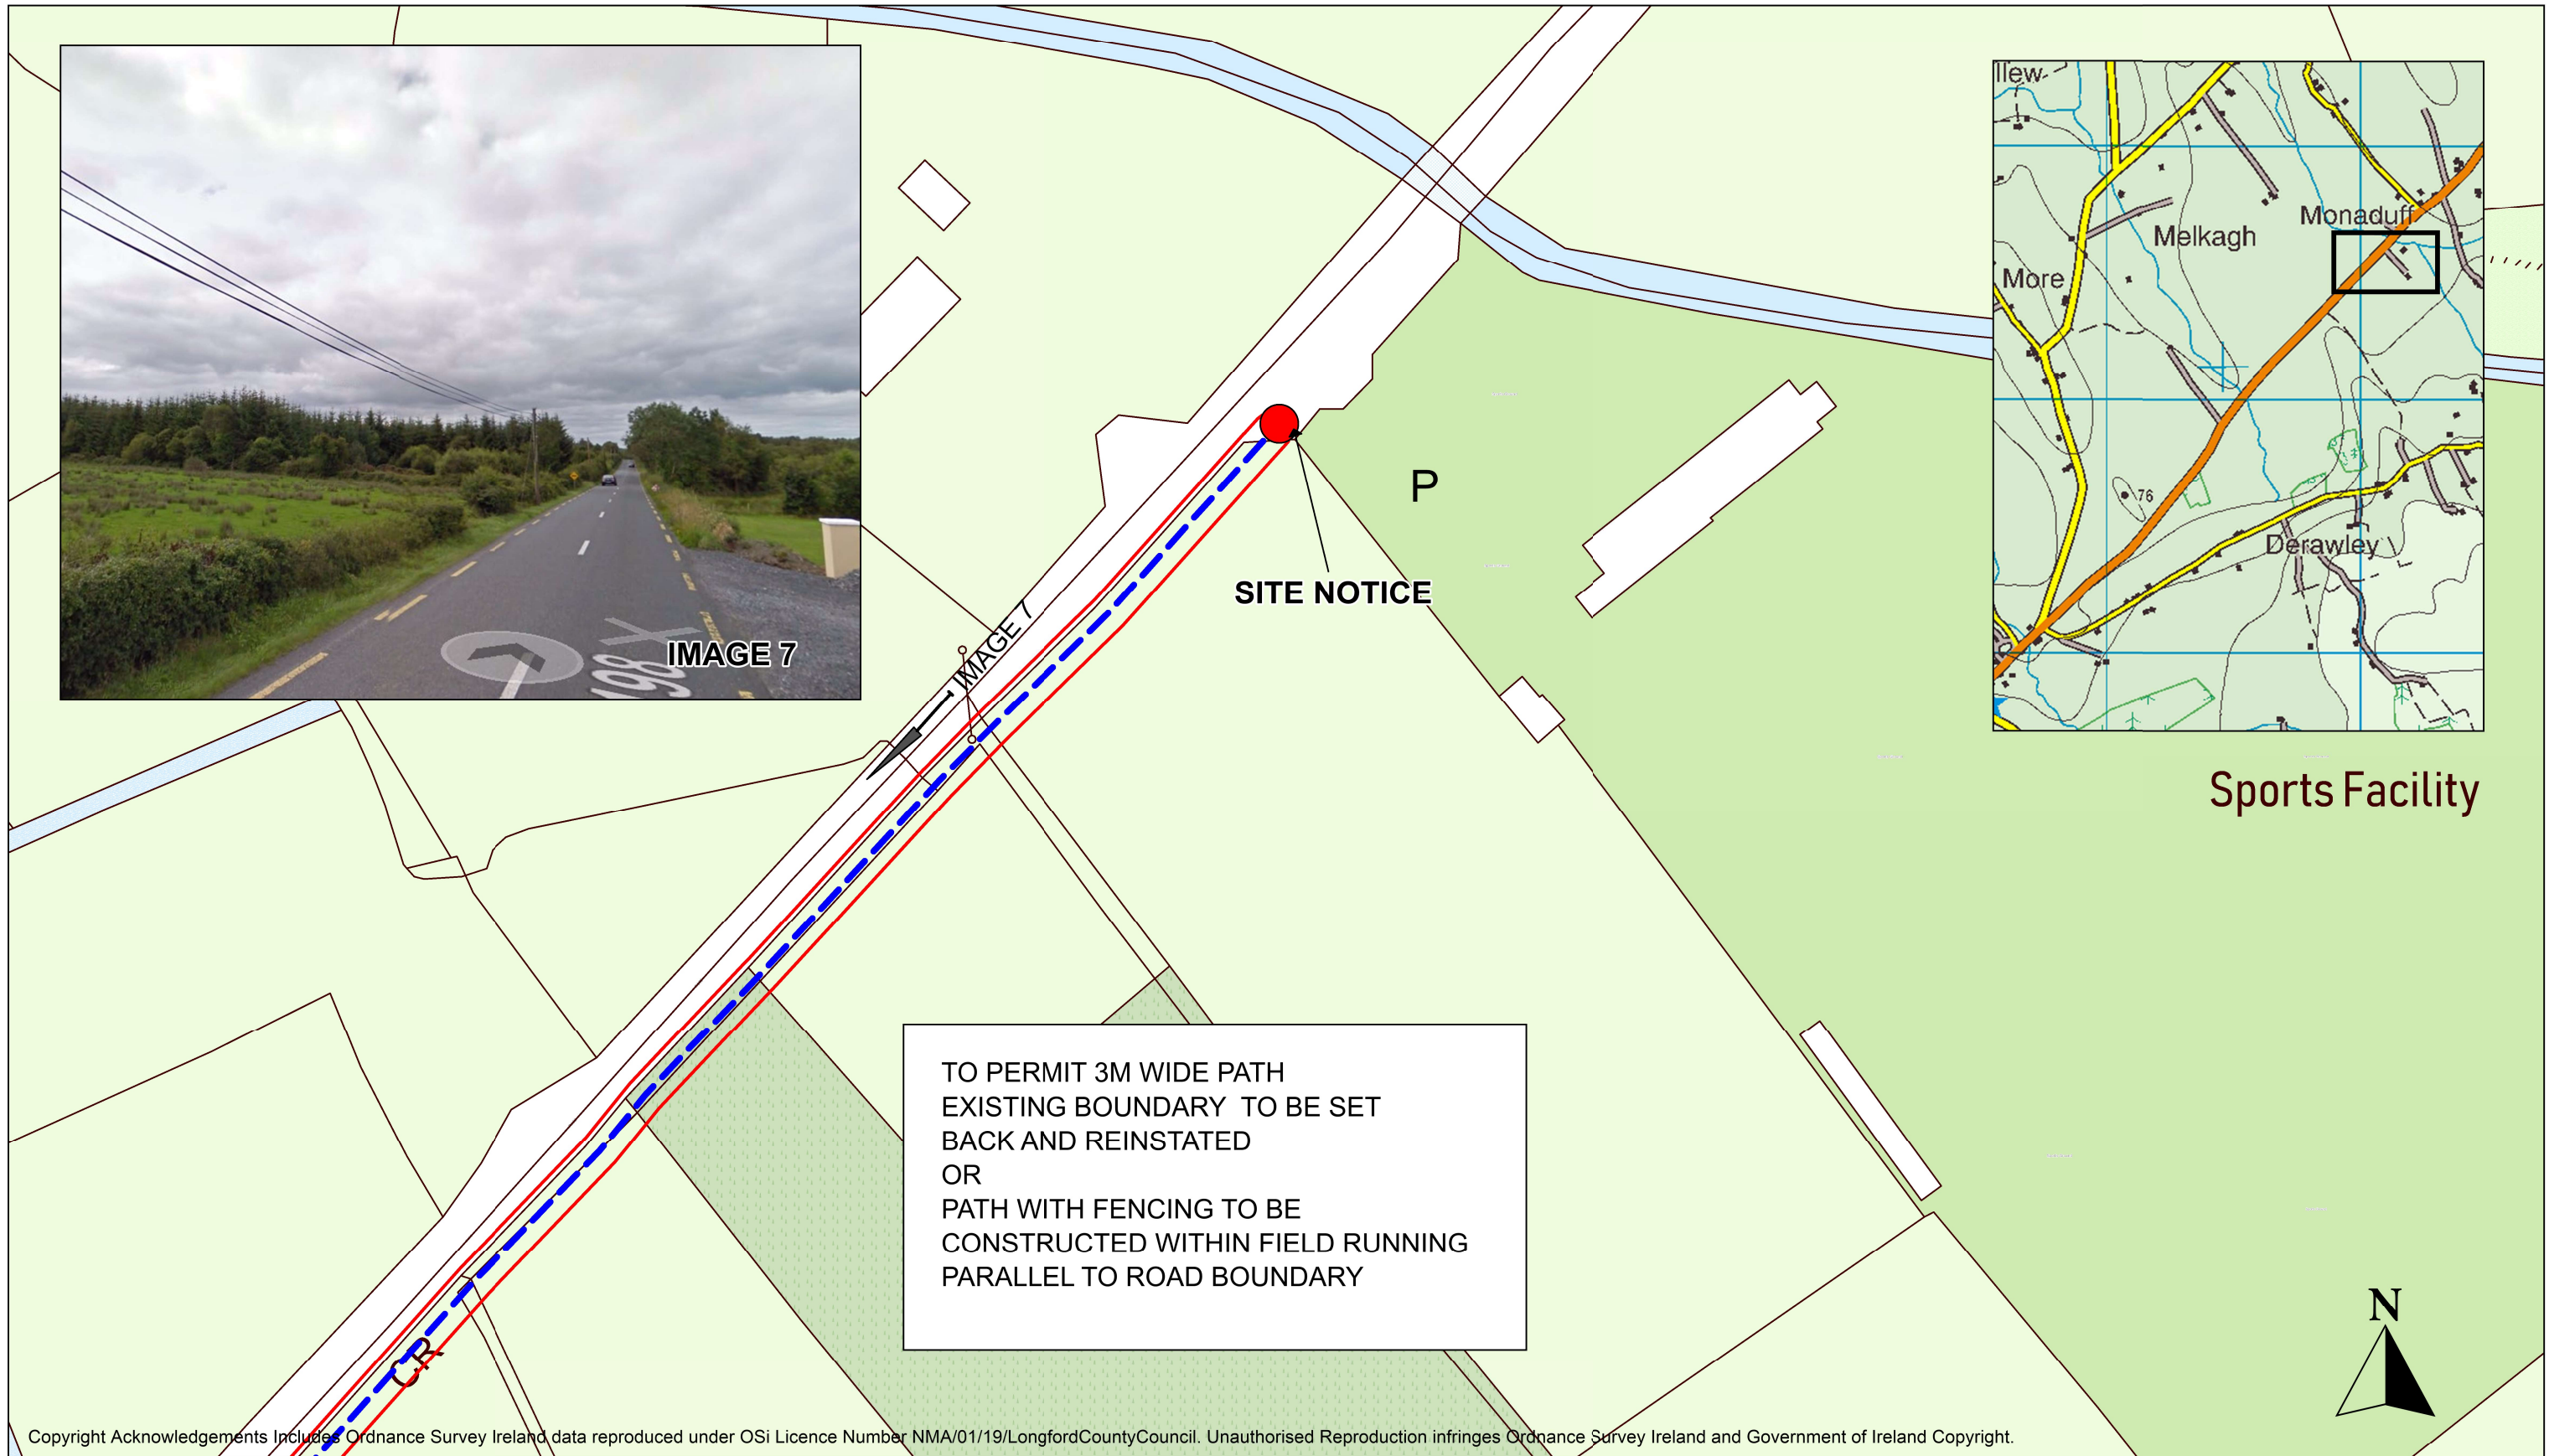 IMAGE 7
198
llew
Monaduff
Melkagh
More
76
Derawley
P
SITE NOTICE
IMAGE 7
Sports Facility
TO PERMIT 3M WIDE PATH
EXISTING BOUNDARY TO BE SET
BACK AND REINSTATED
OR
PATH WITH FENCING TO BE
CONSTRUCTED WITHIN FIELD RUNNING
PARALLEL TO ROAD BOUNDARY
N
CR
Copyright Acknowledgements Includes Ordnance Survey Ireland data reproduced under OSi Licence Number NMA/01/19/LongfordCountyCouncil. Unauthorised Reproduction infringes Ordnance Survey Ireland and Government of Ireland Copyright.